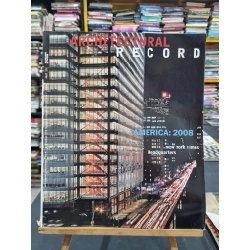 ARCHITECTURAL
RECORD
AMERICA: 2008
New York Times
Headquarters